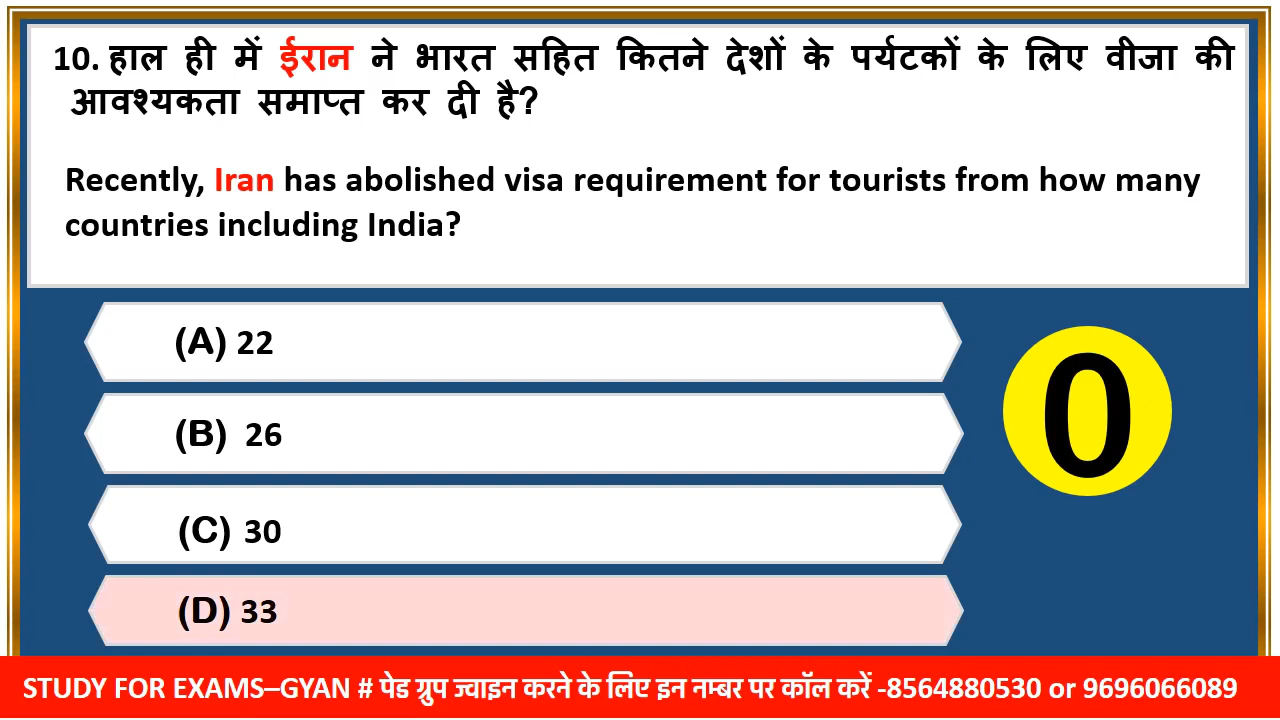 10. हाल ही में ईरान ने भारत सहित कितने देशों के पर्यटकों के लिए वीजा की
आवश्यकता समाप्त कर दी है?
Recently, Iran has abolished visa requirement for tourists from how many
countries including India?
(A) 22
(B) 26
(C) 30
(D) 33
0
STUDY FOR EXAMS–GYAN # पेड ग्रुप ज्वाइन करने के लिए इन नम्बर पर कॉल करें -8564880530 or 9696066089